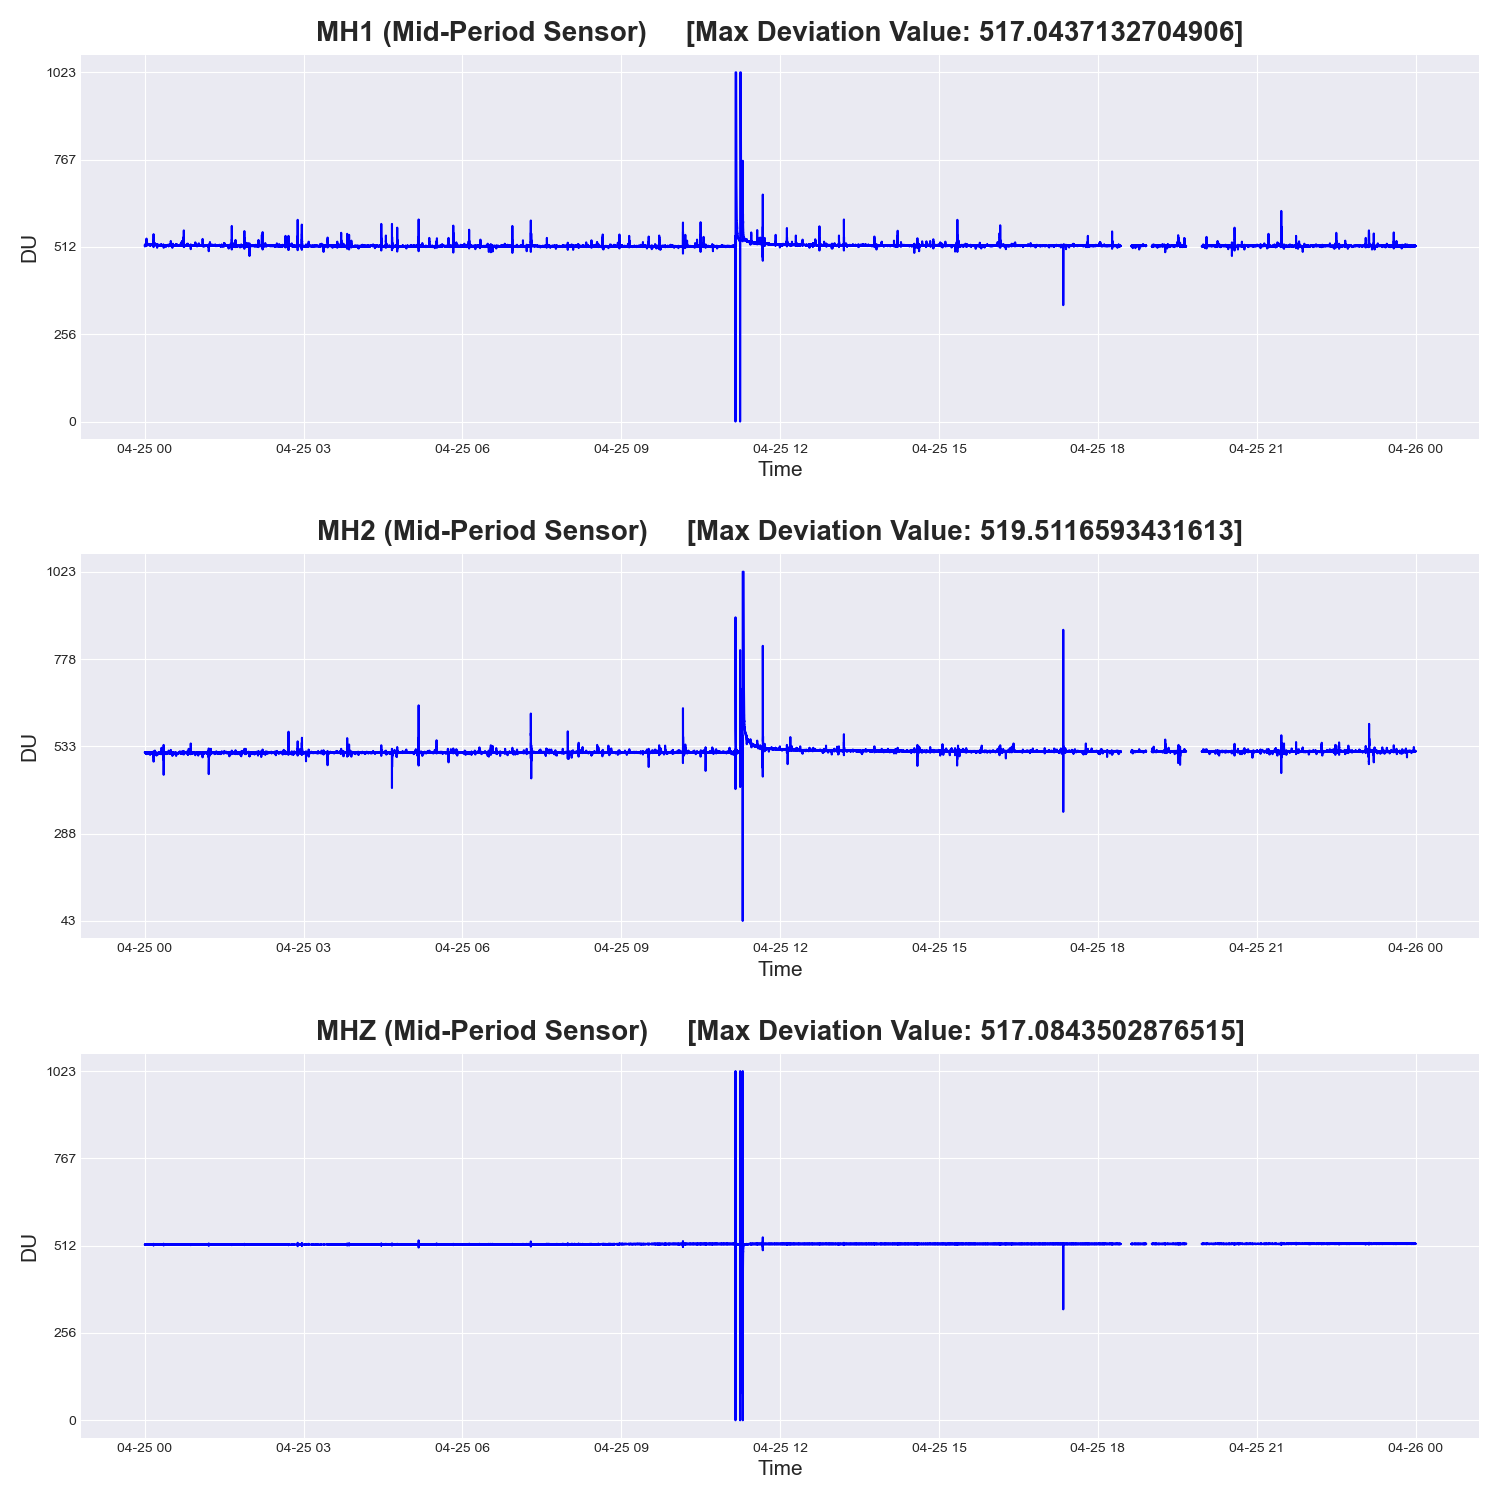 MH1 (Mid-Period Sensor) [Max Deviation Value: 517.0437132704906]
1023
767
512
256
0
DU
04-25 00 04-25 03 04-25 06 04-25 09 04-25 12 04-25 15 04-25 18 04-25 21 04-26 00
Time
MH2 (Mid-Period Sensor) [Max Deviation Value: 519.5116593431613]
1023
778
533
288
43
DU
04-25 00 04-25 03 04-25 06 04-25 09 04-25 12 04-25 15 04-25 18 04-25 21 04-26 00
Time
MHZ (Mid-Period Sensor) [Max Deviation Value: 517.0843502876515]
1023
767
512
256
0
DU
04-25 00 04-25 03 04-25 06 04-25 09 04-25 12 04-25 15 04-25 18 04-25 21 04-26 00
Time